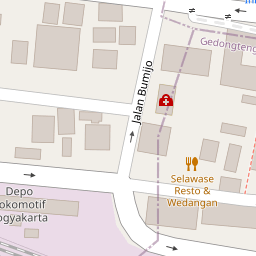 Gedongteng
Jalan Bumijo
Selawase
Resto &
Wedangan
Depo
okomotif
ogyakarta